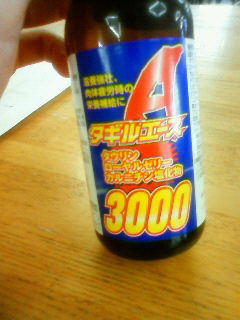 滋養強壮、
肉体疲労時の
栄養補給に
A
タギルエース
タウリン
ローヤルゼリー
カルニチン塩化物
3000